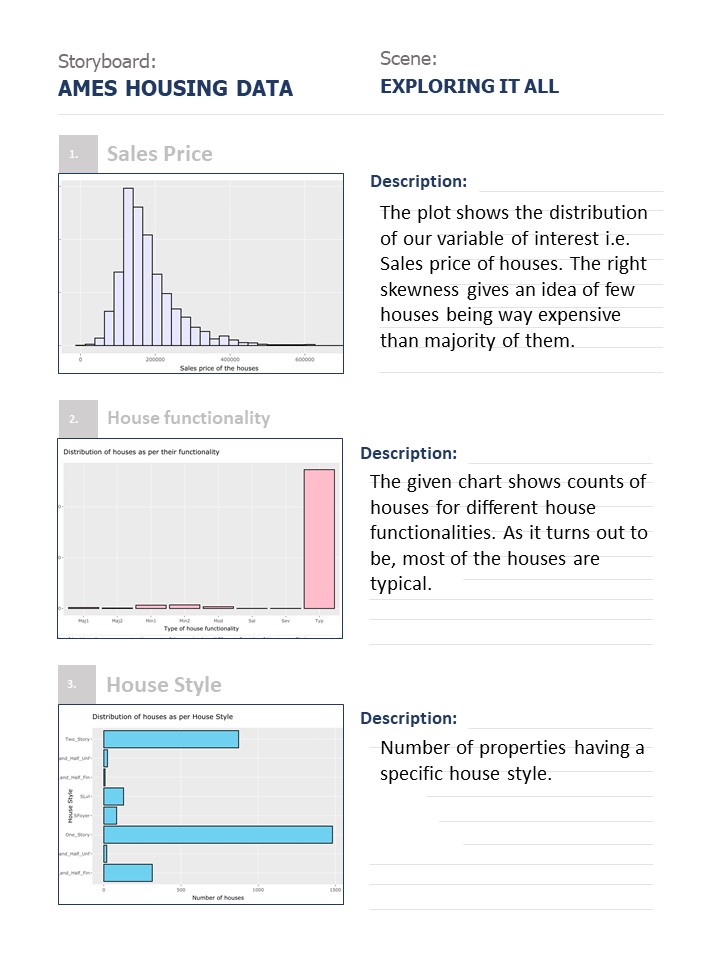 Storyboard:
AMES HOUSING DATA
Scene:
EXPLORING IT ALL
1.
Sales Price
0
200000
400000
600000
Sales price of the houses
Description:
The plot shows the distribution
of our variable of interest i.e.
Sales price of houses. The right
skewness gives an idea of few
houses being way expensive
than majority of them.
2.
House functionality
Distribution of houses as per their functionality
0
0
0
Maj1 Maj2 Min1 Min2 Mod Sal Sev Typ
Type of house functionality
Description:
The given chart shows counts of
houses for different house
functionalities. As it turns out to
be, most of the houses are
typical.
3.
House Style
Distribution of houses as per House Style
House Style
Two_Story
and_Half_Unf
and_Half_Fin
SLvl
SFoyer
One_Story
and_Half_Unf
and_Half_Fin
0 500 1000 1500
Number of houses
Description:
Number of properties having a
specific house style.